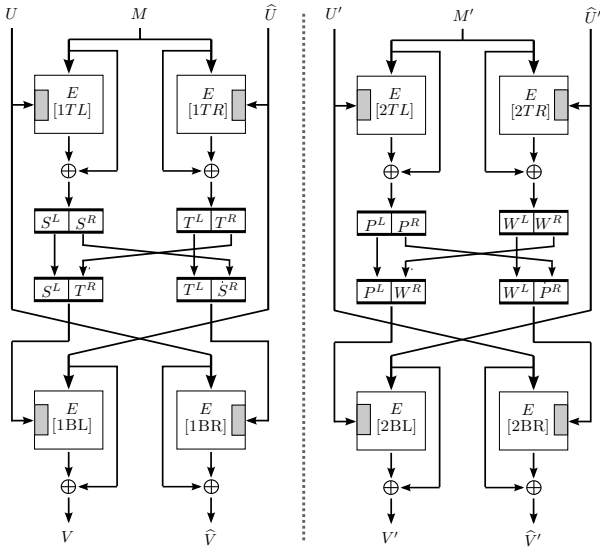 U M Û U′ M′ Û′
E E E E
[1TL] [1TR] [2TL] [2TR]
⊕ ⊕ ⊕ ⊕
S^L S^R T^L T^R P^L P^R W^L W^R
S^L T^R T^L S^R P^L W^R W^L P^R
E E E E
[1BL] [1BR] [2BL] [2BR]
⊕ ⊕ ⊕ ⊕
V V̂ V′ V̂′